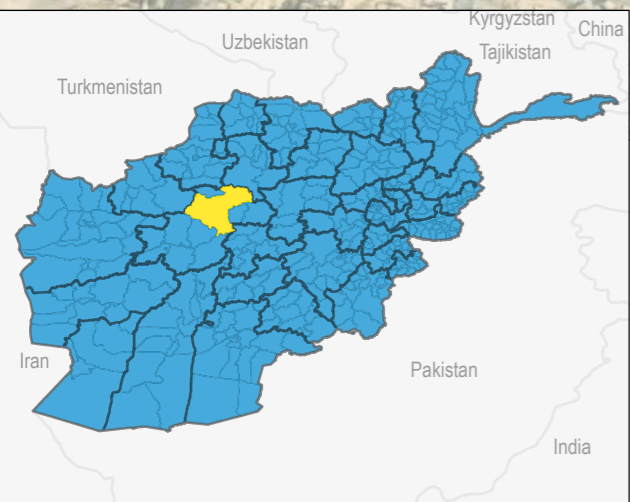 Kyrgyzstan
China
Uzbekistan
Tajikistan
Turkmenistan
Iran
Pakistan
India